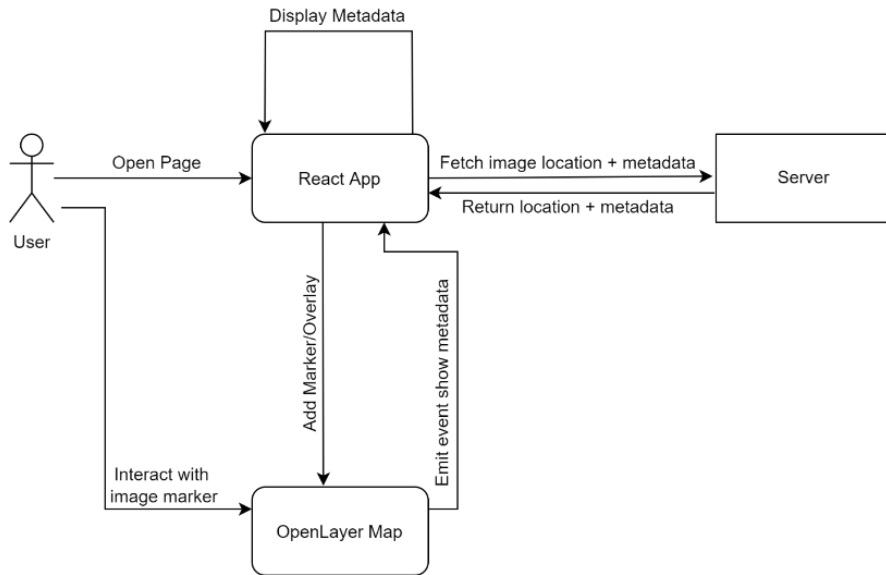 Display Metadata
Open Page
React App
Fetch image location + metadata
Return location + metadata
Server
User
Add Marker/Overlay
Emit event show metadata
Interact with
image marker
OpenLayer Map